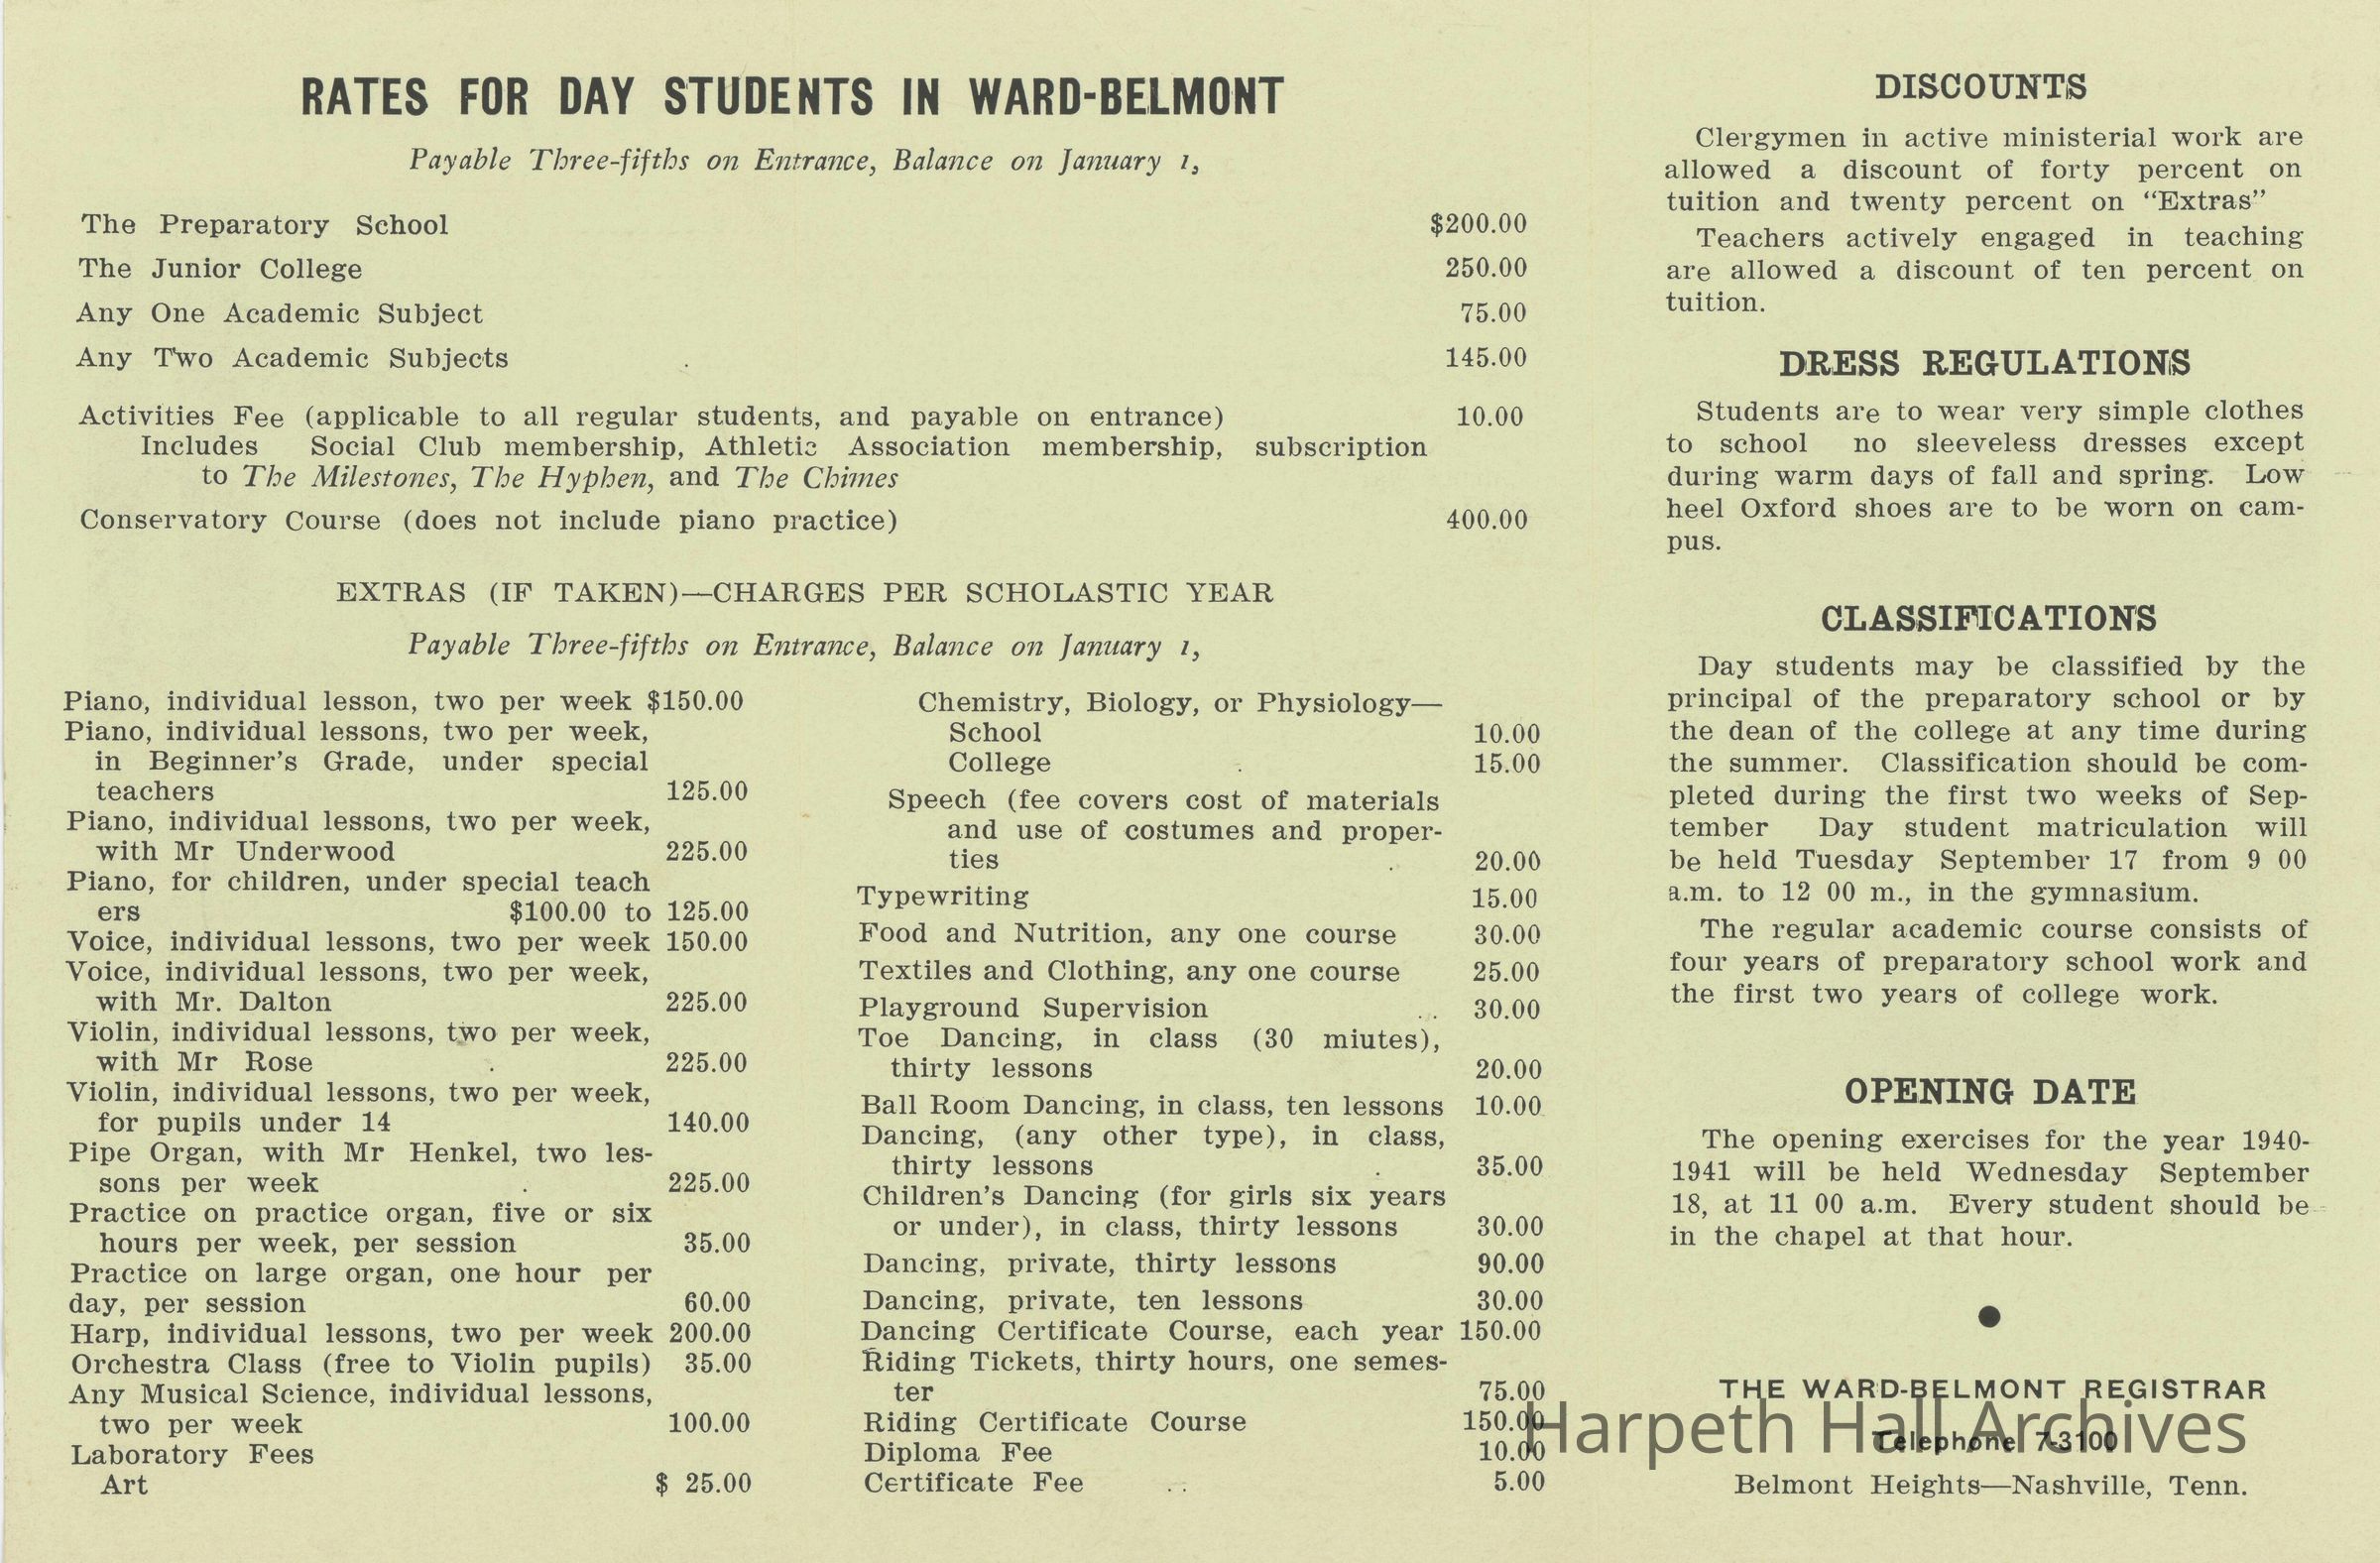 RATES FOR DAY STUDENTS IN WARD-BELMONT
Payable Three-fifths on Entrance, Balance on January 1,
The Preparatory School $200.00
The Junior College 250.00
Any One Academic Subject 75.00
Any Two Academic Subjects 145.00
Activities Fee (applicable to all regular students, and payable on entrance) 10.00
Includes Social Club membership, Athletic Association membership, subscription
to The Milestones, The Hyphen, and The Chimes
Conservatory Course (does not include piano practice) 400.00
EXTRAS (IF TAKEN)—CHARGES PER SCHOLASTIC YEAR
Payable Three-fifths on Entrance, Balance on January 1,
Piano, individual lesson, two per week $150.00
Piano, individual lessons, two per week,
in Beginner's Grade, under special
teachers 125.00
Piano, individual lessons, two per week,
with Mr Underwood 225.00
Piano, for children, under special teach
ers $100.00 to 125.00
Voice, individual lessons, two per week 150.00
Voice, individual lessons, two per week,
with Mr. Dalton 225.00
Violin, individual lessons, two per week,
with Mr Rose 225.00
Violin, individual lessons, two per week,
for pupils under 14 140.00
Pipe Organ, with Mr Henkel, two les-
sons per week 225.00
Practice on practice organ, five or six
hours per week, per session 35.00
Practice on large organ, one hour per
day, per session 60.00
Harp, individual lessons, two per week 200.00
Orchestra Class (free to Violin pupils) 35.00
Any Musical Science, individual lessons,
two per week 100.00
Laboratory Fees
Art $ 25.00
Chemistry, Biology, or Physiology—
School 10.00
College 15.00
Speech (fee covers cost of materials
and use of costumes and proper-
ties 20.00
Typewriting 15.00
Food and Nutrition, any one course 30.00
Textiles and Clothing, any one course 25.00
Playground Supervision 30.00
Toe Dancing, in class (30 miutes),
thirty lessons 20.00
Ball Room Dancing, in class, ten lessons 10.00
Dancing, (any other type), in class,
thirty lessons 35.00
Children's Dancing (for girls six years
or under), in class, thirty lessons 30.00
Dancing, private, thirty lessons 90.00
Dancing, private, ten lessons 30.00
Dancing Certificate Course, each year 150.00
Riding Tickets, thirty hours, one semes-
ter 75.00
Riding Certificate Course 150.00
Diploma Fee 10.00
Certificate Fee 5.00
DISCOUNTS
Clergymen in active ministerial work are
allowed a discount of forty percent on
tuition and twenty percent on "Extras"
Teachers actively engaged in teaching
are allowed a discount of ten percent on
tuition.
DRESS REGULATIONS
Students are to wear very simple clothes
to school no sleeveless dresses except
during warm days of fall and spring. Low
heel Oxford shoes are to be worn on cam-
pus.
CLASSIFICATIONS
Day students may be classified by the
principal of the preparatory school or by
the dean of the college at any time during
the summer. Classification should be com-
pleted during the first two weeks of Sep-
tember Day student matriculation will
be held Tuesday September 17 from 9 00
a.m. to 12 00 m., in the gymnasium.
The regular academic course consists of
four years of preparatory school work and
the first two years of college work.
OPENING DATE
The opening exercises for the year 1940-
1941 will be held Wednesday September
18, at 11 00 a.m. Every student should be
in the chapel at that hour.
THE WARD-BELMONT REGISTRAR
Harpeth Hall Archives
Telephone 7-3100
Belmont Heights—Nashville, Tenn.